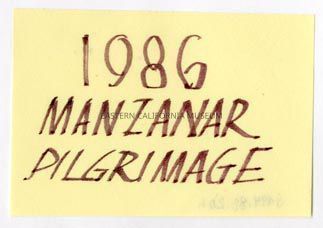 1986
EASTERN CALIFORNIA MUSEUM
MANZANAR
PILGRIMAGE